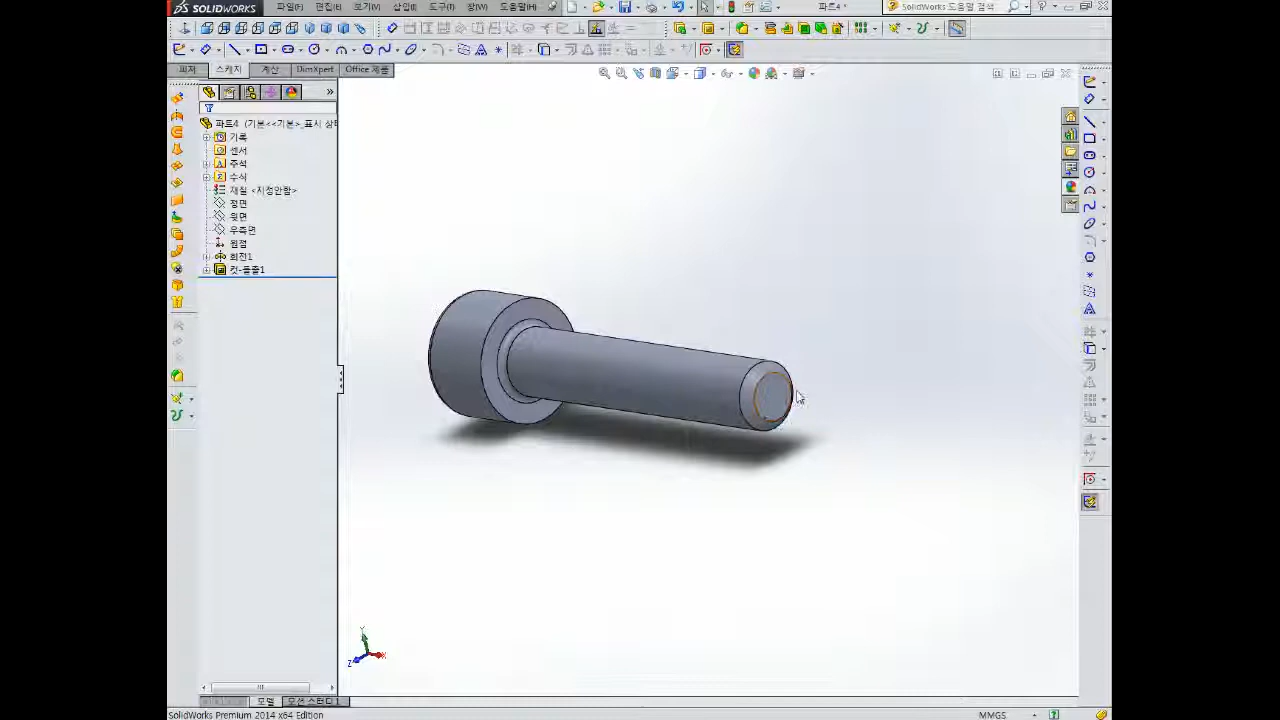 SOLIDWORKS 파일(F) 편집(E) 보기(V) 삽입(I) 도구(T) 창(W) 도움말(H) 파트4 * SolidWorks 도움말 검색
피처 스케치 계산 DimXpert Office 제품
파트4 (기본<<기본>_표시 상태
기록
센서
주석
수식
재질 <지정안함>
정면
윗면
우측면
원점
회전1
컷-돌출1
Y
Z X
모델 모션 스터디1
SolidWorks Premium 2014 x64 Edition MMGS